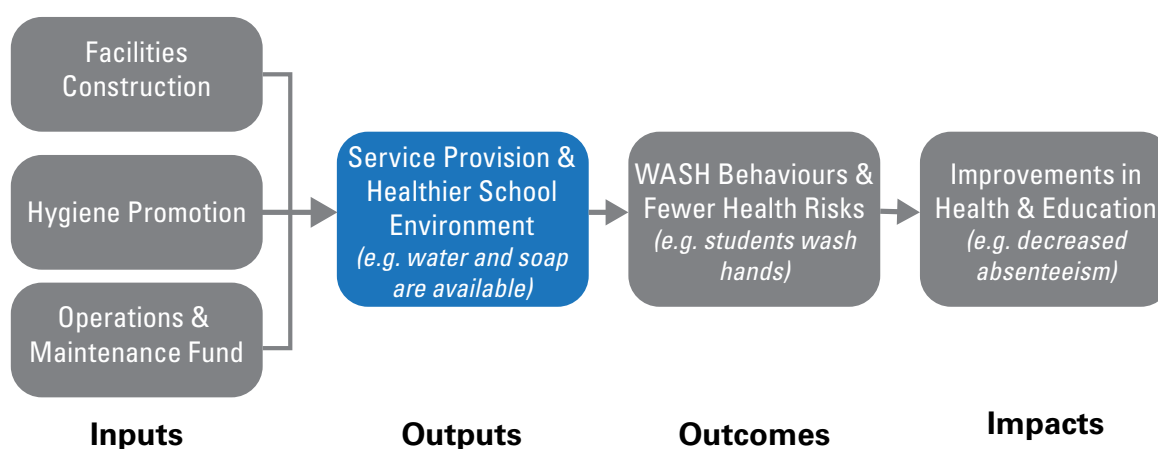 Facilities
Construction
Hygiene Promotion
Operations &
Maintenance Fund
Service Provision &
Healthier School
Environment
(e.g. water and soap
are available)
WASH Behaviours &
Fewer Health Risks
(e.g. students wash
hands)
Improvements in
Health & Education
(e.g. decreased
absenteeism)
Inputs
Outputs
Outcomes
Impacts